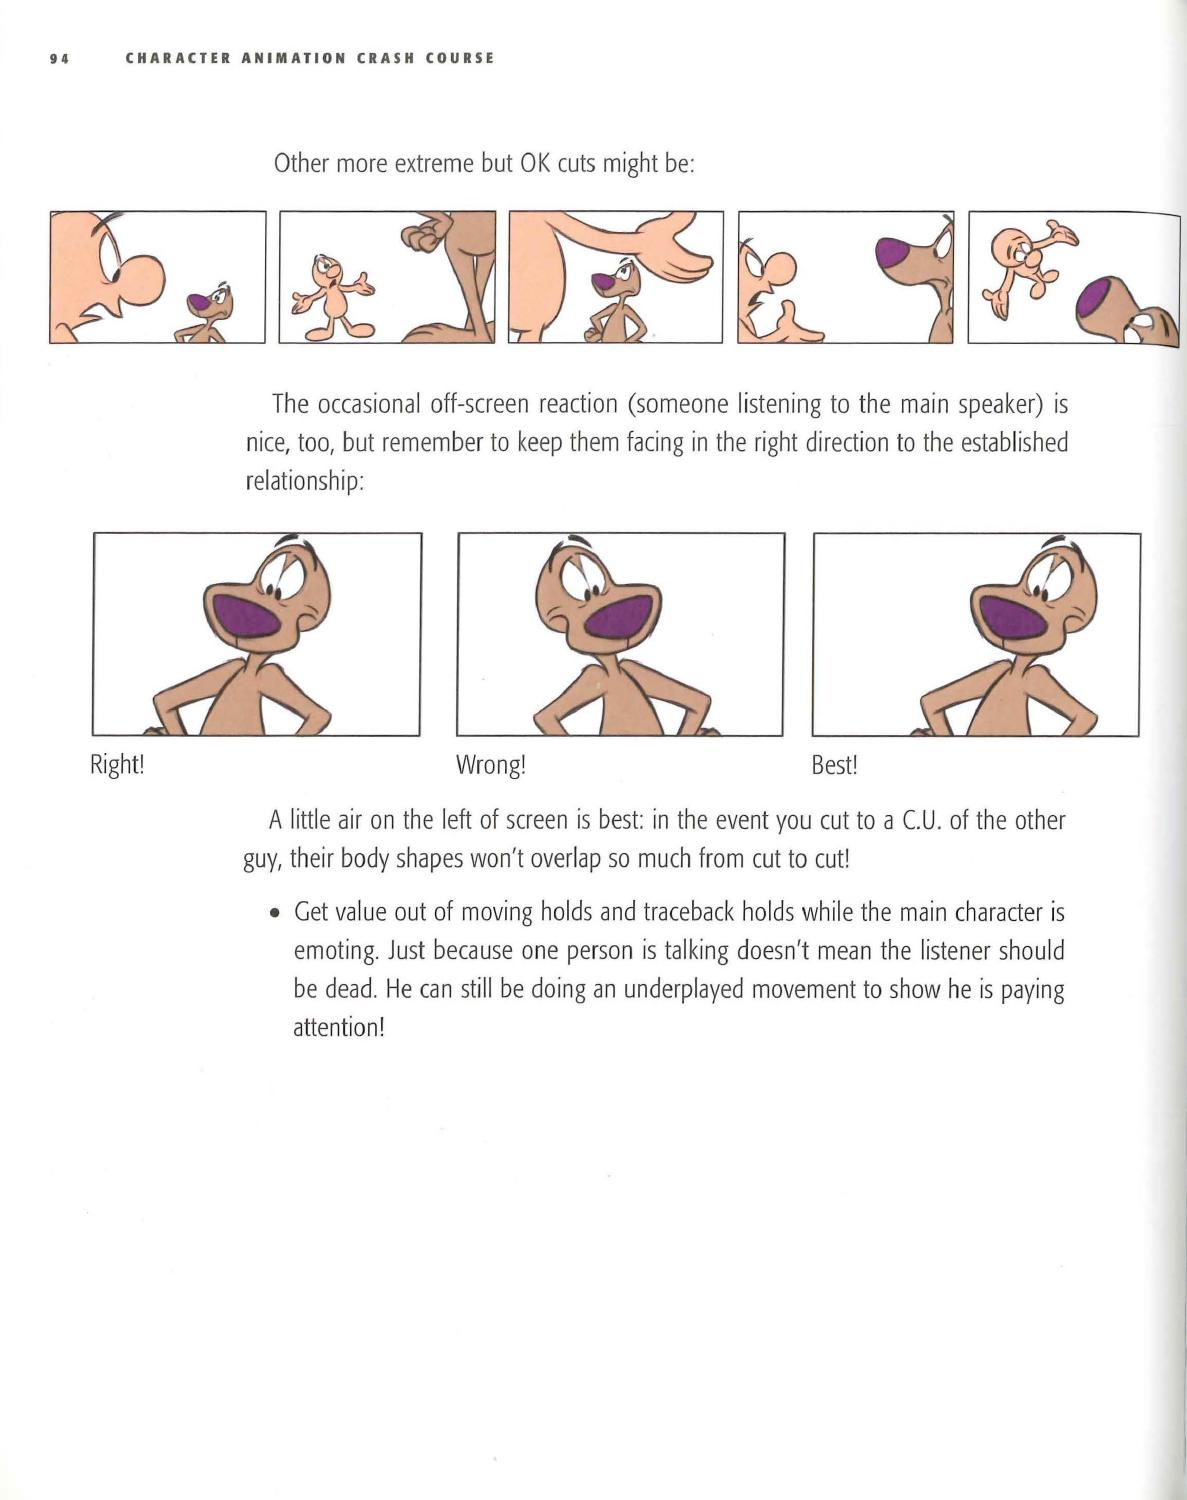 94 CHARACTER ANIMATION CRASH COURSE
Other more extreme but OK cuts might be:
The occasional off-screen reaction (someone listening to the main speaker) is
nice, too, but remember to keep them facing in the right direction to the established
relationship:
Right!
Wrong!
Best!
A little air on the left of screen is best: in the event you cut to a C.U. of the other
guy, their body shapes won't overlap so much from cut to cut!
• Get value out of moving holds and traceback holds while the main character is
emoting. Just because one person is talking doesn't mean the listener should
be dead. He can still be doing an underplayed movement to show he is paying
attention!